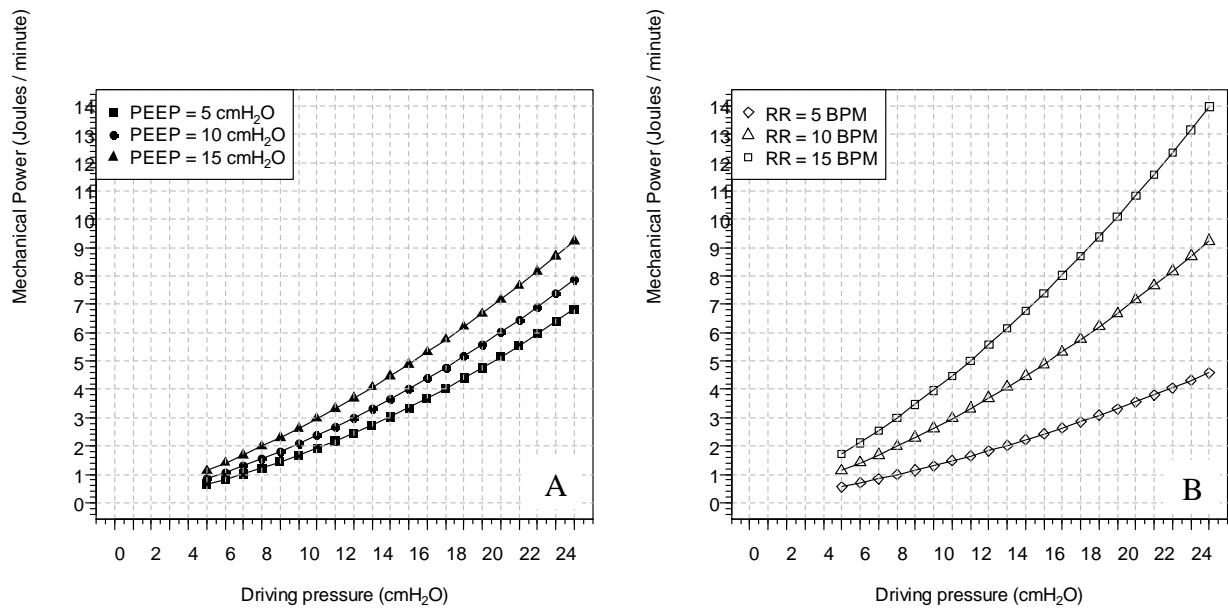 Mechanical Power (Joules / minute)
PEEP = 5 cmH₂O
PEEP = 10 cmH₂O
PEEP = 15 cmH₂O
14
13
12
11
10
9
8
7
6
5
4
3
2
1
0
A
0 2 4 6 8 10 12 14 16 18 20 22 24
Driving pressure (cmH₂O)
Mechanical Power (Joules / minute)
RR = 5 BPM
RR = 10 BPM
RR = 15 BPM
14
13
12
11
10
9
8
7
6
5
4
3
2
1
0
B
0 2 4 6 8 10 12 14 16 18 20 22 24
Driving pressure (cmH₂O)